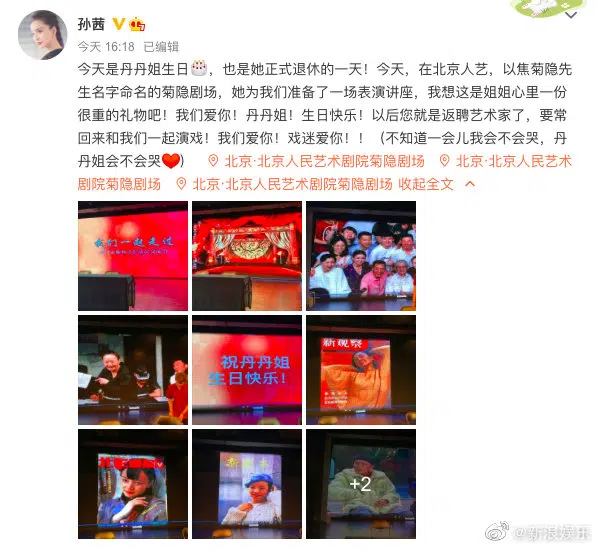 孙茜
今天 16:18 已编辑
今天是丹丹姐生日🎂，也是她正式退休的一天！今天，在北京人艺，以焦菊隐先
生名字命名的菊隐剧场，她为我们准备了一场表演讲座，我想这是姐姐心里一份
很重的礼物吧！我们爱你！丹丹姐！生日快乐！以后您就是返聘艺术家了，要常
回来和我们一起演戏！我们爱你！戏迷爱你！！（不知道一会儿我会不会哭，丹
丹姐会不会哭❤️） 北京·北京人民艺术剧院菊隐剧场 北京·北京人民艺术
剧院菊隐剧场 北京·北京人民艺术剧院菊隐剧场 收起全文
我们一起走过
祝丹丹姐
生日快乐！
新观察
+2
@新浪娱乐